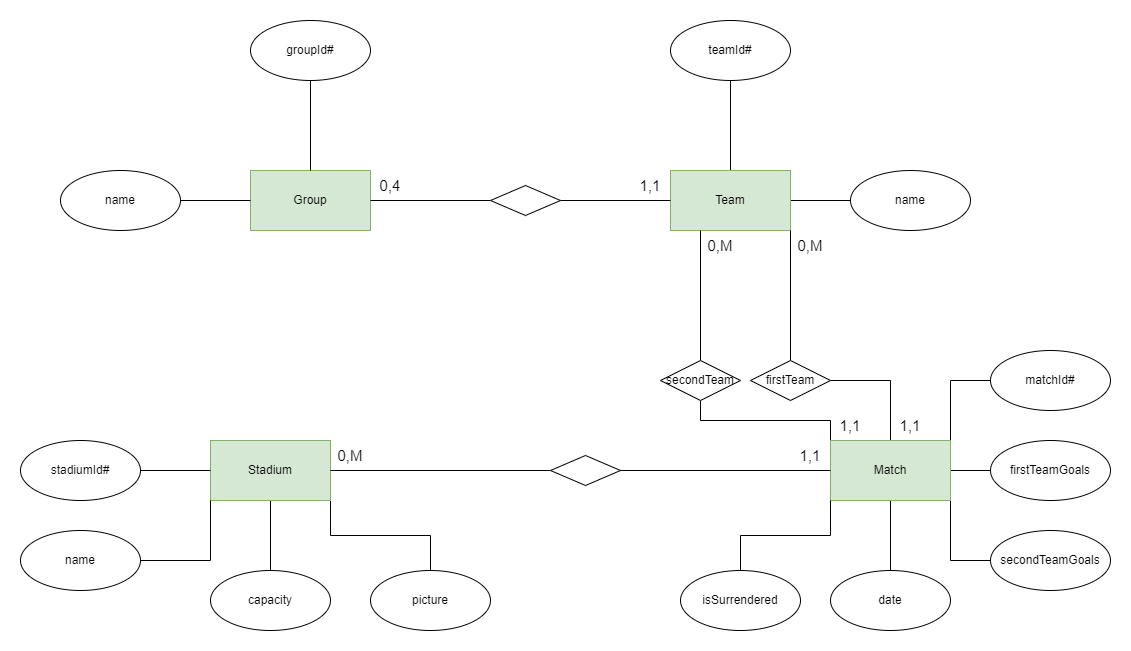 groupId#
teamId#
name
Group
0,4
1,1
Team
name
0,M
0,M
secondTeam
firstTeam
matchId#
1,1
1,1
stadiumId#
Stadium
0,M
1,1
Match
firstTeamGoals
name
secondTeamGoals
capacity
picture
isSurrendered
date